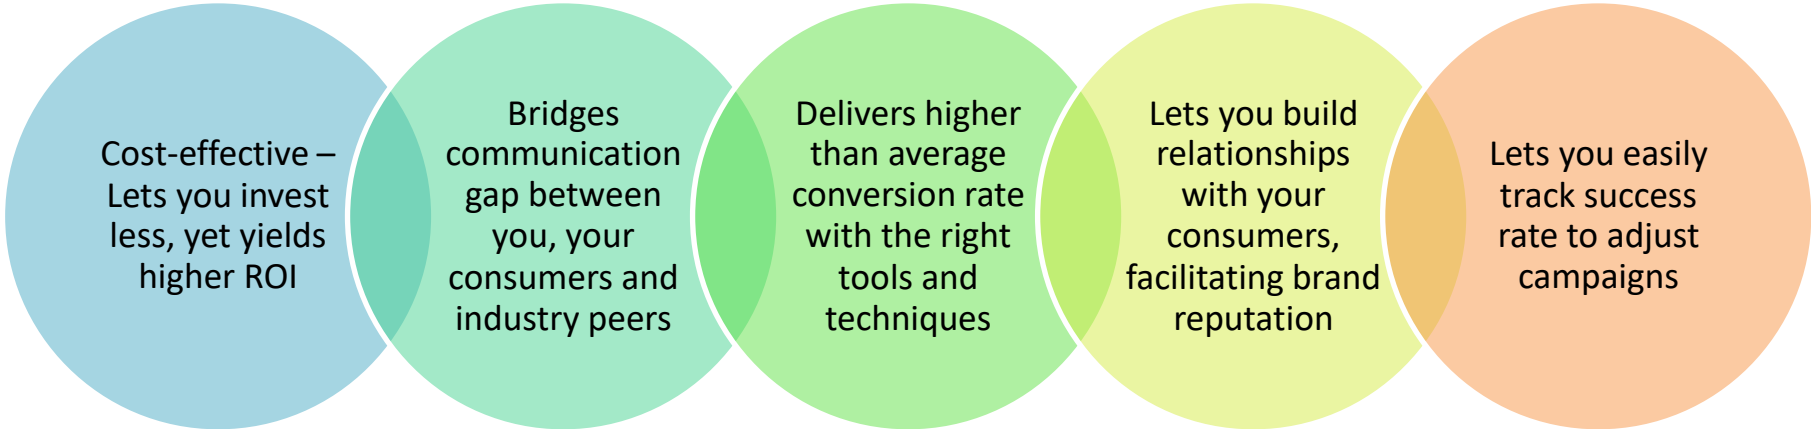 Cost-effective –
Lets you invest
less, yet yields
higher ROI
Bridges
communication
gap between
you, your
consumers and
industry peers
Delivers higher
than average
conversion rate
with the right
tools and
techniques
Lets you build
relationships
with your
consumers,
facilitating brand
reputation
Lets you easily
track success
rate to adjust
campaigns